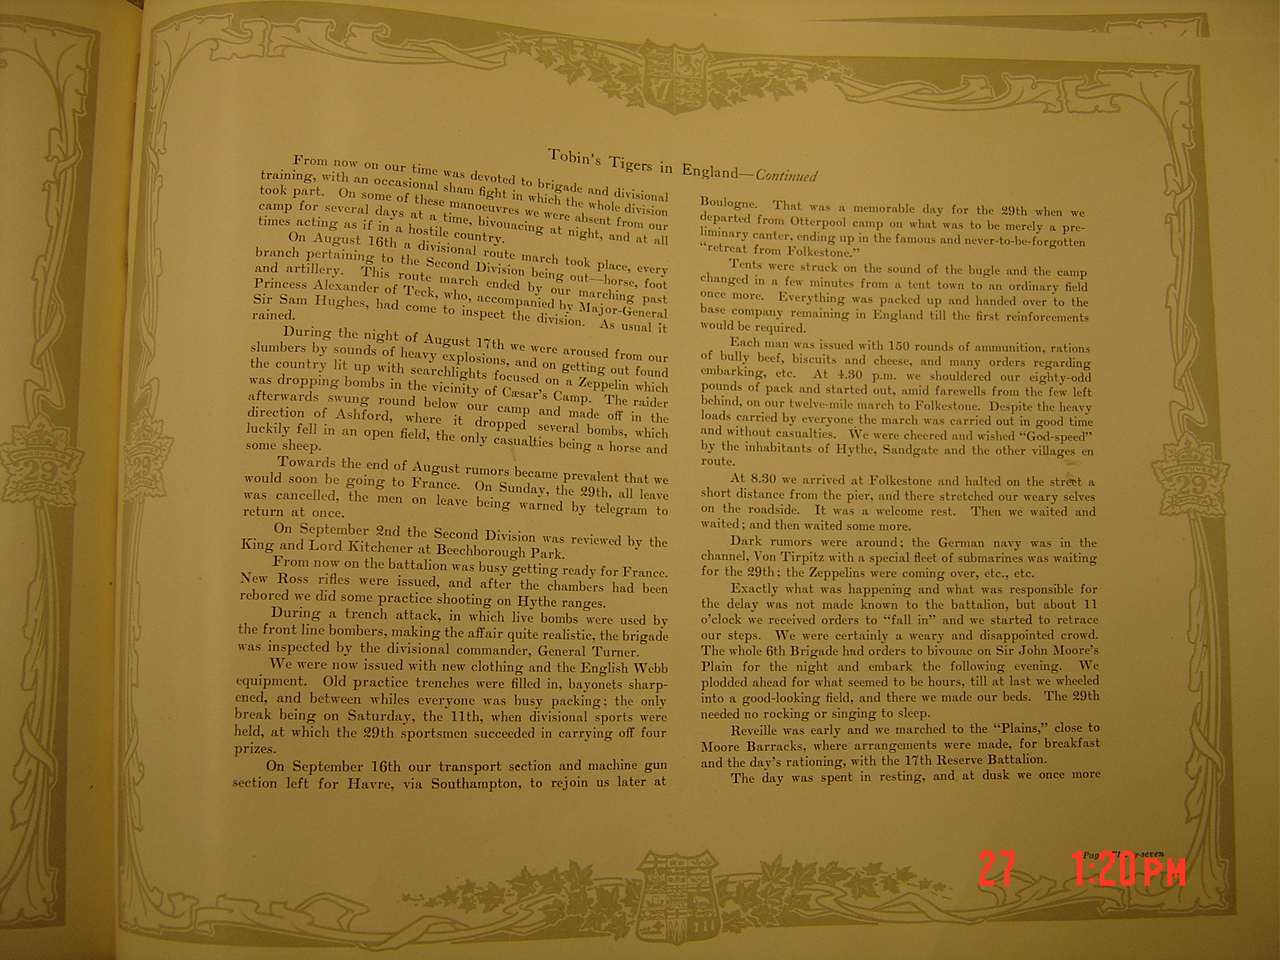 Tobin's Tigers in England—Continued
From now on our time was devoted to brigade and divisional
training, with an occasional sham fight in which the whole division
took part. On some of these manoeuvres we were absent from our
camp for several days at a time, bivouacing at night, and at all
times acting as if in a hostile country.
On August 16th a divisional route march took place, every
branch pertaining to the Second Division being out—horse, foot
and artillery. This route march ended by our marching past
Princess Alexander of Teck, who, accompanied by Major-General
Sir Sam Hughes, had come to inspect the division. As usual it
rained.
During the night of August 17th we were aroused from our
slumbers by sounds of heavy explosions, and on getting out found
the country lit up with searchlights focused on a Zeppelin which
was dropping bombs in the vicinity of Cæsar's Camp. The raider
afterwards swung round below our camp and made off in the
direction of Ashford, where it dropped several bombs, which
luckily fell in an open field, the only casualties being a horse and
some sheep.
Towards the end of August rumors became prevalent that we
would soon be going to France. On Sunday, the 29th, all leave
was cancelled, the men on leave being warned by telegram to
return at once.
On September 2nd the Second Division was reviewed by the
King and Lord Kitchener at Beechborough Park.
From now on the battalion was busy getting ready for France.
New Ross rifles were issued, and after the chambers had been
rebored we did some practice shooting on Hythe ranges.
During a trench attack, in which live bombs were used by
the front line bombers, making the affair quite realistic, the brigade
was inspected by the divisional commander, General Turner.
We were now issued with new clothing and the English Webb
equipment. Old practice trenches were filled in, bayonets sharp-
ened, and between whiles everyone was busy packing; the only
break being on Saturday, the 11th, when divisional sports were
held, at which the 29th sportsmen succeeded in carrying off four
prizes.
On September 16th our transport section and machine gun
section left for Havre, via Southampton, to rejoin us later at
Boulogne. That was a memorable day for the 29th when we
departed from Otterpool camp on what was to be merely a pre-
liminary canter, ending up in the famous and never-to-be-forgotten
"retreat from Folkestone."
Tents were struck on the sound of the bugle and the camp
changed in a few minutes from a tent town to an ordinary field
once more. Everything was packed up and handed over to the
base company remaining in England till the first reinforcements
would be required.
Each man was issued with 150 rounds of ammunition, rations
of bully beef, biscuits and cheese, and many orders regarding
embarking, etc. At 4.30 p.m. we shouldered our eighty-odd
pounds of pack and started out, amid farewells from the few left
behind, on our twelve-mile march to Folkestone. Despite the heavy
loads carried by everyone the march was carried out in good time
and without casualties. We were cheered and wished "God-speed"
by the inhabitants of Hythe, Sandgate and the other villages en
route.
At 8.30 we arrived at Folkestone and halted on the street a
short distance from the pier, and there stretched our weary selves
on the roadside. It was a welcome rest. Then we waited and
waited; and then waited some more.
Dark rumors were around; the German navy was in the
channel, Von Tirpitz with a special fleet of submarines was waiting
for the 29th; the Zeppelins were coming over, etc., etc.
Exactly what was happening and what was responsible for
the delay was not made known to the battalion, but about 11
o'clock we received orders to "fall in" and we started to retrace
our steps. We were certainly a weary and disappointed crowd.
The whole 6th Brigade had orders to bivouac on Sir John Moore's
Plain for the night and embark the following evening. We
plodded ahead for what seemed to be hours, till at last we wheeled
into a good-looking field, and there we made our beds. The 29th
needed no rocking or singing to sleep.
Reveille was early and we marched to the "Plains," close to
Moore Barracks, where arrangements were made, for breakfast
and the day's rationing, with the 17th Reserve Battalion.
The day was spent in resting, and at dusk we once more
29
29
29
27 1:20PM